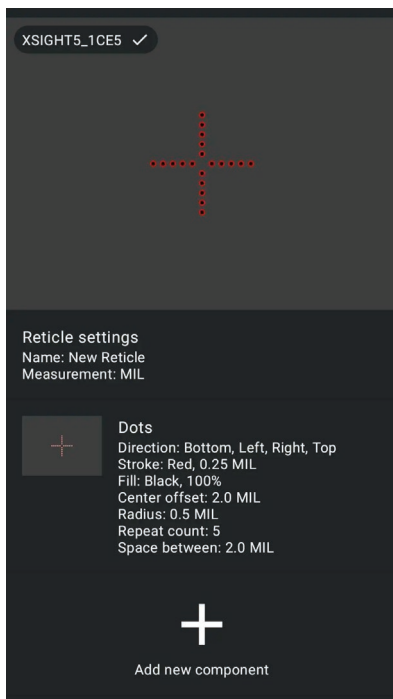 XSIGHT5_1CE5
Reticle settings
Name: New Reticle
Measurement: MIL
Dots
Direction: Bottom, Left, Right, Top
Stroke: Red, 0.25 MIL
Fill: Black, 100%
Center offset: 2.0 MIL
Radius: 0.5 MIL
Repeat count: 5
Space between: 2.0 MIL
Add new component